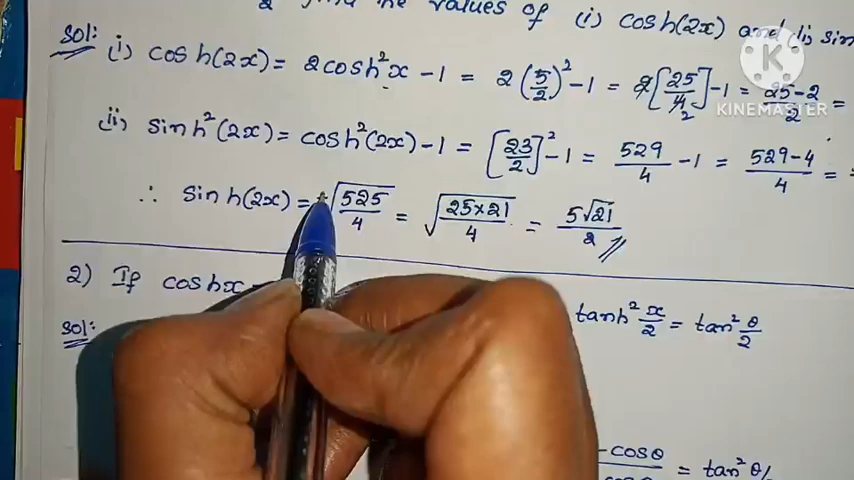 2 find the values of (i) cosh(2x) and (ii) sin
Sol: (i) cosh(2x) = 2cosh²x - 1 = 2(5/2)² - 1 = 2[25/4 2] - 1 = 25-2/2 =
(ii) sinh²(2x) = cosh²(2x) - 1 = [23/2]² - 1 = 529/4 - 1 = 529-4/4 =
∴ sinh(2x) = √525/4 = √25×21/4 = 5√21/2
2) If coshx tanh² x/2 = tan² θ/2
Sol:
-cosθ = tan² θ/
K
KINEMASTER